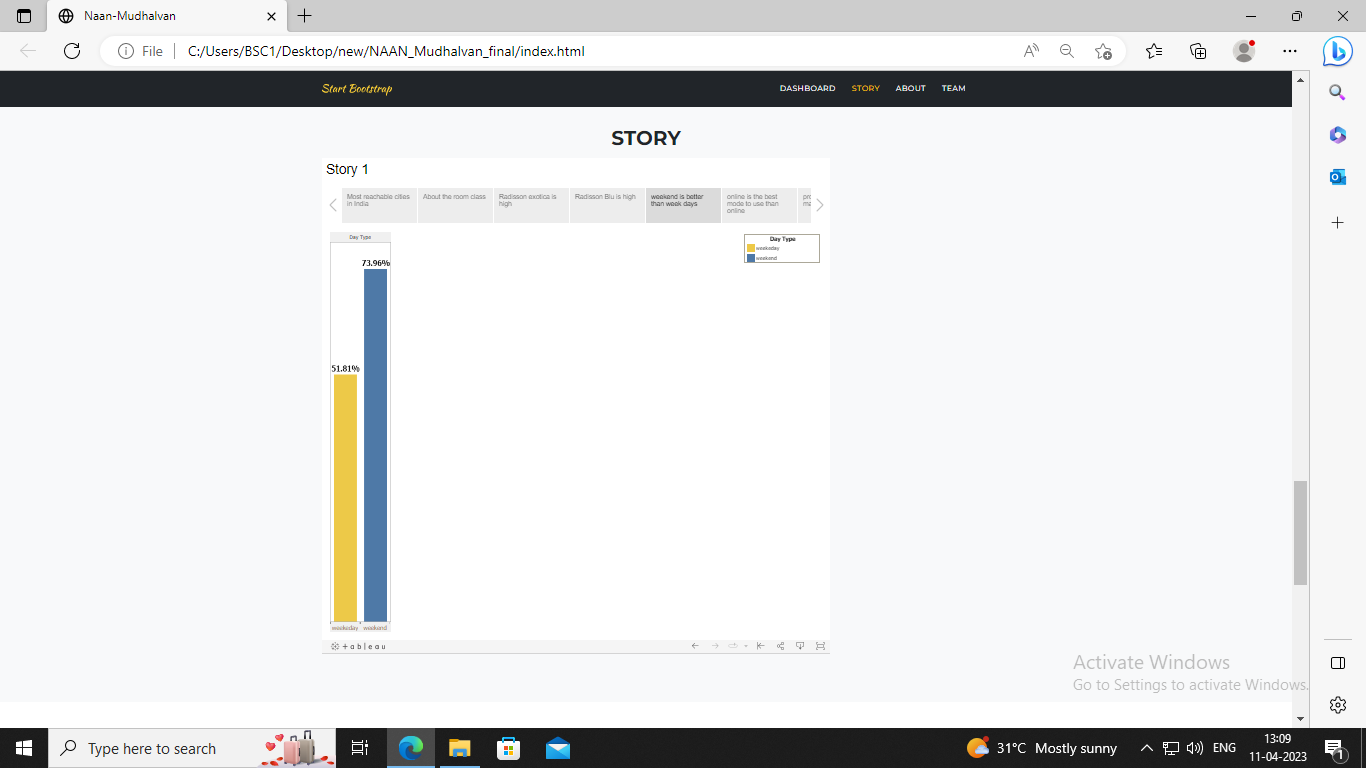 Naan-Mudhalvan
File
C:/Users/BSC1/Desktop/new/NAAN_Mudhalvan_final/index.html
Start Bootstrap
DASHBOARD STORY ABOUT TEAM
STORY
Story 1
Most reachable cities
in India
About the room class
Radisson exotica is
high
Radisson Blu is high
weekend is better
than week days
online is the best
mode to use than
online
Day Type
73.96%
51.81%
weekeday weekend
Day Type
weekeday
weekend
+ableau
Activate Windows
Go to Settings to activate Windows.
Type here to search
31°C Mostly sunny
ENG
13:09
11-04-2023
1